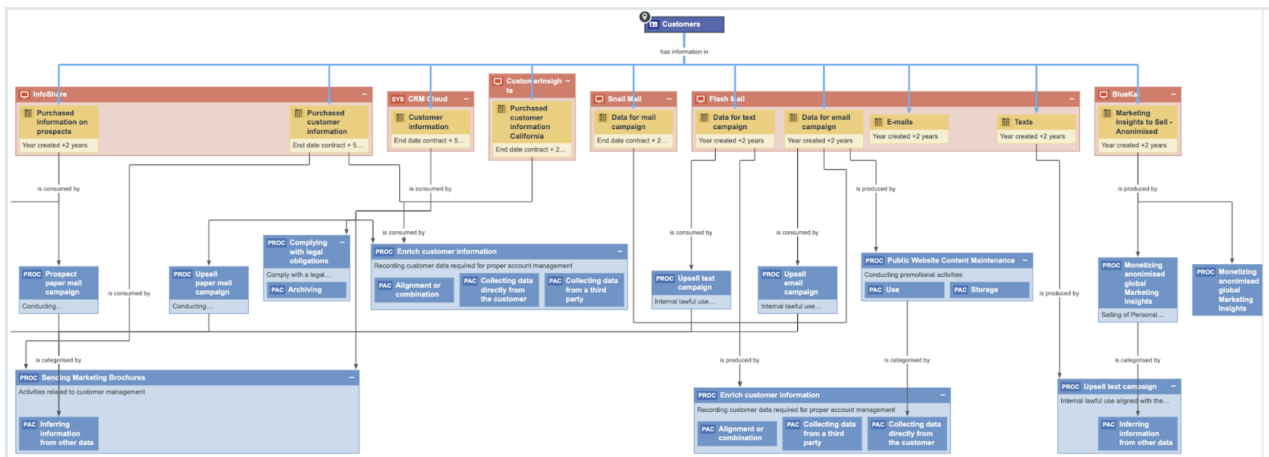 Customers
has information in
InfoShare
Purchased
information on
prospects
Year created +2 years
Purchased
customer
information
End date contract + 5...
SYS CRM Cloud
Customer
information
End date contract + 5...
CustomerInsigh
ts
Purchased
customer
information
California
End date contract + 2...
Snail Mail
Data for mail
campaign
End date contract + 2...
Flash Mail
Data for text
campaign
Year created +2 years
Data for email
campaign
Year created +2 years
E-mails
Year created +2 years
Texts
Year created +2 years
BlueKai
Marketing
Insights to Sell -
Anonimised
Year created +2 years
is consumed by
is consumed by
is consumed by
is consumed by
is consumed by
is produced by
is produced by
PROC Prospect
paper mail
campaign
Conducting...
is consumed by
PROC Upsell
paper mail
campaign
Conducting...
PROC Complying
with legal
obligations
Comply with a legal...
PAC Archiving
PROC Enrich customer information
Recording customer data required for proper account management
PAC Alignment or
combination
PAC Collecting data
directly from
the customer
PAC Collecting data
from a third
party
PROC Upsell text
campaign
Internal lawful use...
PROC Upsell
email
campaign
Internal lawful use...
PROC Public Website Content Maintenance
Conducting promotional activities
PAC Use
PAC Storage
is produced by
PROC Monetizing
anonimised
global
Marketing
Insights
Selling of Personal...
PROC Monetizing
anonimised
global
Marketing
Insights
is categorised by
is produced by
is categorised by
is categorised by
PROC Sending Marketing Brochures
Activities related to customer management
PAC Inferring
information
from other data
PROC Enrich customer information
Recording customer data required for proper account management
PAC Alignment or
combination
PAC Collecting data
from a third
party
PAC Collecting data
directly from
the customer
PROC Upsell text campaign
Internal lawful use aligned with the...
PAC Inferring
information
from other data